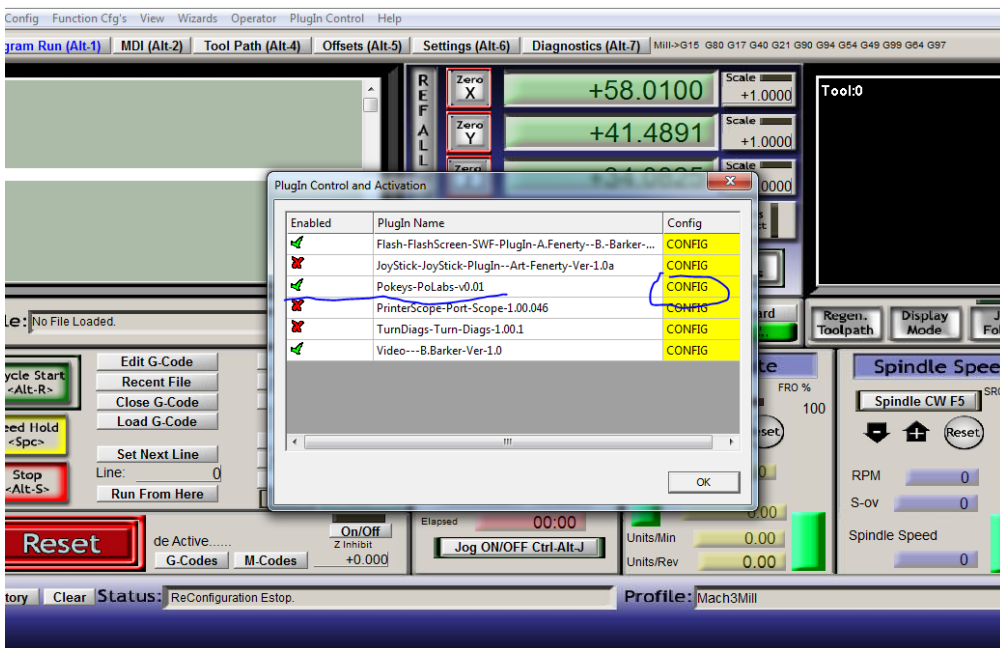 Config Function Cfg's View Wizards Operator PlugIn Control Help
gram Run (Alt-1) MDI (Alt-2) Tool Path (Alt-4) Offsets (Alt-5) Settings (Alt-6) Diagnostics (Alt-7) Mill->G15 G80 G17 G40 G21 G90 G94 G54 G49 G99 G64 G97
REF ALL
Zero X +58.0100 Scale +1.0000
Tool:0
Zero Y +41.4891 Scale +1.0000
Zero Scale
0000
PlugIn Control and Activation
Enabled PlugIn Name Config
Flash-FlashScreen-SWF-PlugIn-A.Fenerty--B.-Barker-... CONFIG
JoyStick-JoyStick-PlugIn--Art-Fenerty-Ver-1.0a CONFIG
Pokeys-PoLabs-v0.01 CONFIG
PrinterScope-Port-Scope-1.00.046 CONFIG
TurnDiags-Turn-Diags-1.00.1 CONFIG
Video---B.Barker-Ver-1.0 CONFIG
OK
le: No File Loaded.
Regen. Toolpath
Display Mode
ycle Start
<Alt-R>
eed Hold
<Spc>
Stop
<Alt-S>
Edit G-Code
Recent File
Close G-Code
Load G-Code
Set Next Line
Line: 0
Run From Here
FRO %
100
Spindle Spee
Spindle CW F5
Reset
RPM 0
S-ov 0
Spindle Speed
0
Reset
de Active......
G-Codes M-Codes
On/Off
Z Inhibit
+0.000
Elapsed 00:00
Jog ON/OFF Ctrl-Alt-J
0.00
Units/Min 0.00
Units/Rev 0.00
tory Clear Status: ReConfiguration Estop. Profile: Mach3Mill